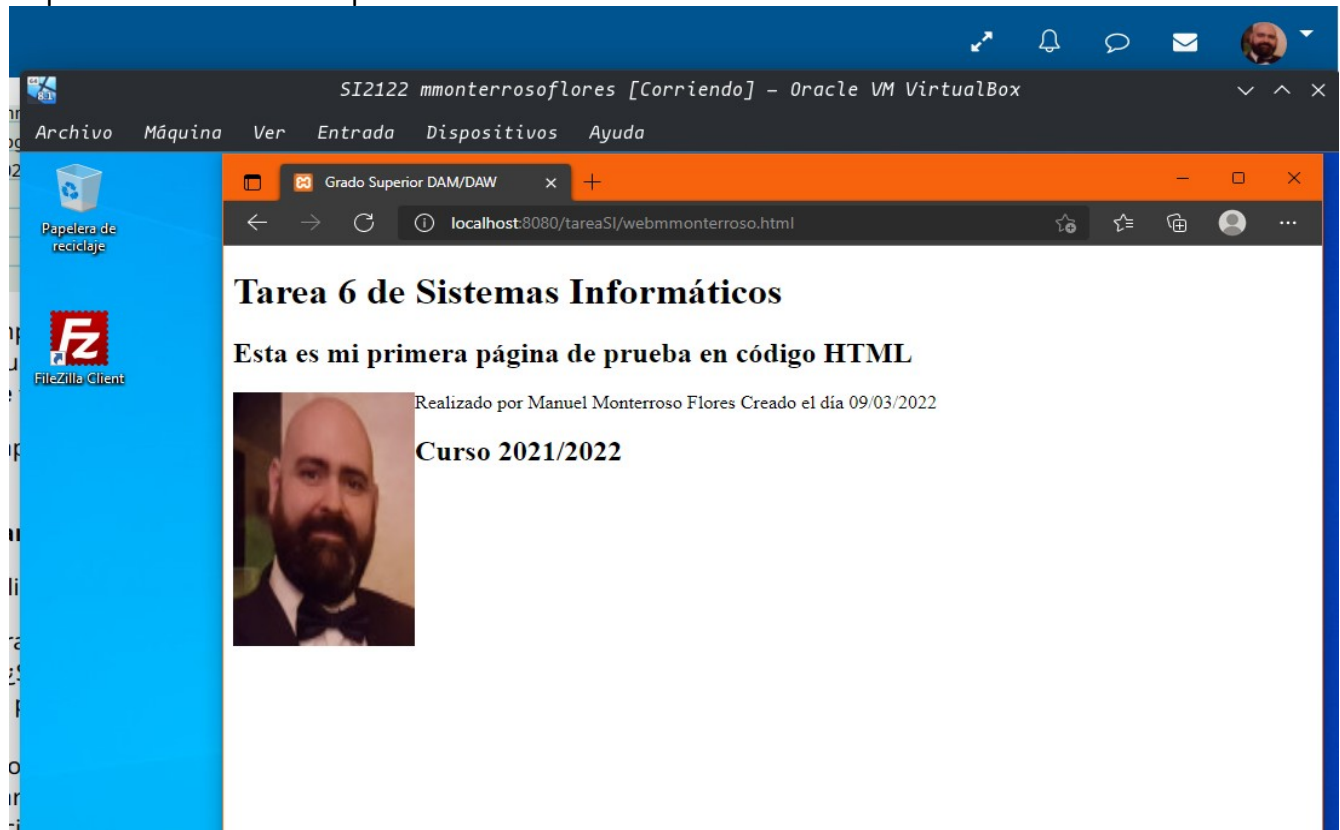 SI2122 mmonterrosoflores [Corriendo] – Oracle VM VirtualBox
Archivo Máquina Ver Entrada Dispositivos Ayuda
Papelera de
reciclaje
FileZilla Client
Grado Superior DAM/DAW
localhost:8080/tareaSI/webmmonterroso.html
Tarea 6 de Sistemas Informáticos
Esta es mi primera página de prueba en código HTML
Realizado por Manuel Monterroso Flores Creado el día 09/03/2022
Curso 2021/2022